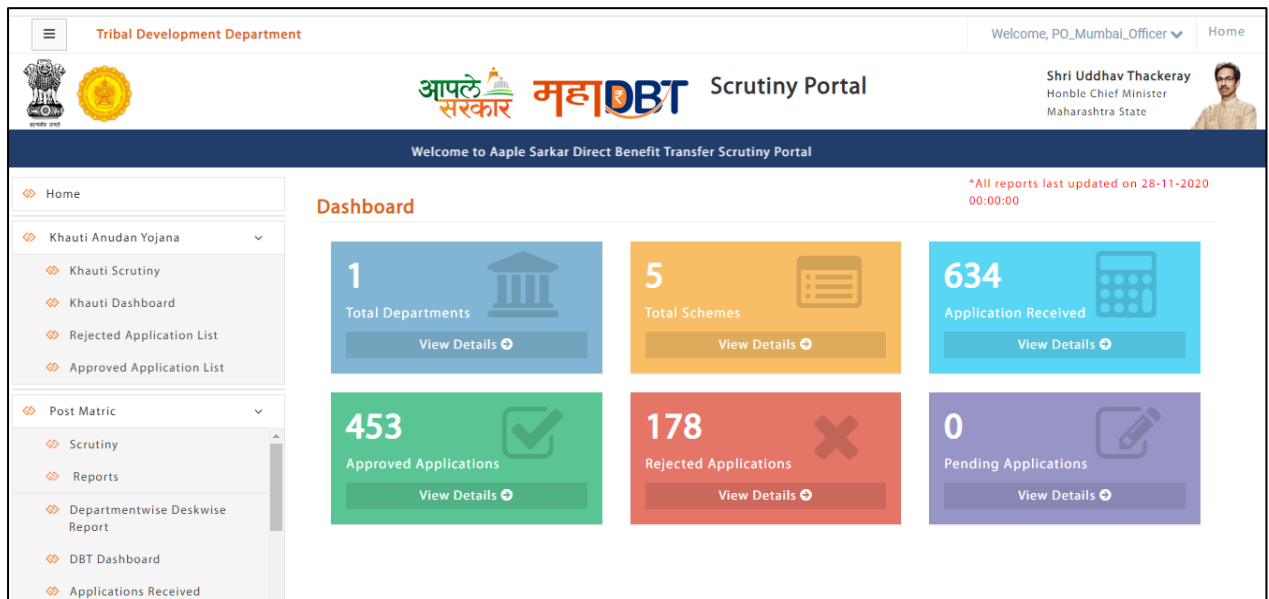 Tribal Development Department
Welcome, PO_Mumbai_Officer
Home
सत्यमेव जयते
आपले
सरकार
महाDBT
Scrutiny Portal
Shri Uddhav Thackeray
Honble Chief Minister
Maharashtra State
Welcome to Aaple Sarkar Direct Benefit Transfer Scrutiny Portal
Home
Khauti Anudan Yojana
Khauti Scrutiny
Khauti Dashboard
Rejected Application List
Approved Application List
Post Matric
Scrutiny
Reports
Departmentwise Deskwise
Report
DBT Dashboard
Applications Received
*All reports last updated on 28-11-2020
00:00:00
Dashboard
1
Total Departments
View Details
5
Total Schemes
View Details
634
Application Received
View Details
453
Approved Applications
View Details
178
Rejected Applications
View Details
0
Pending Applications
View Details